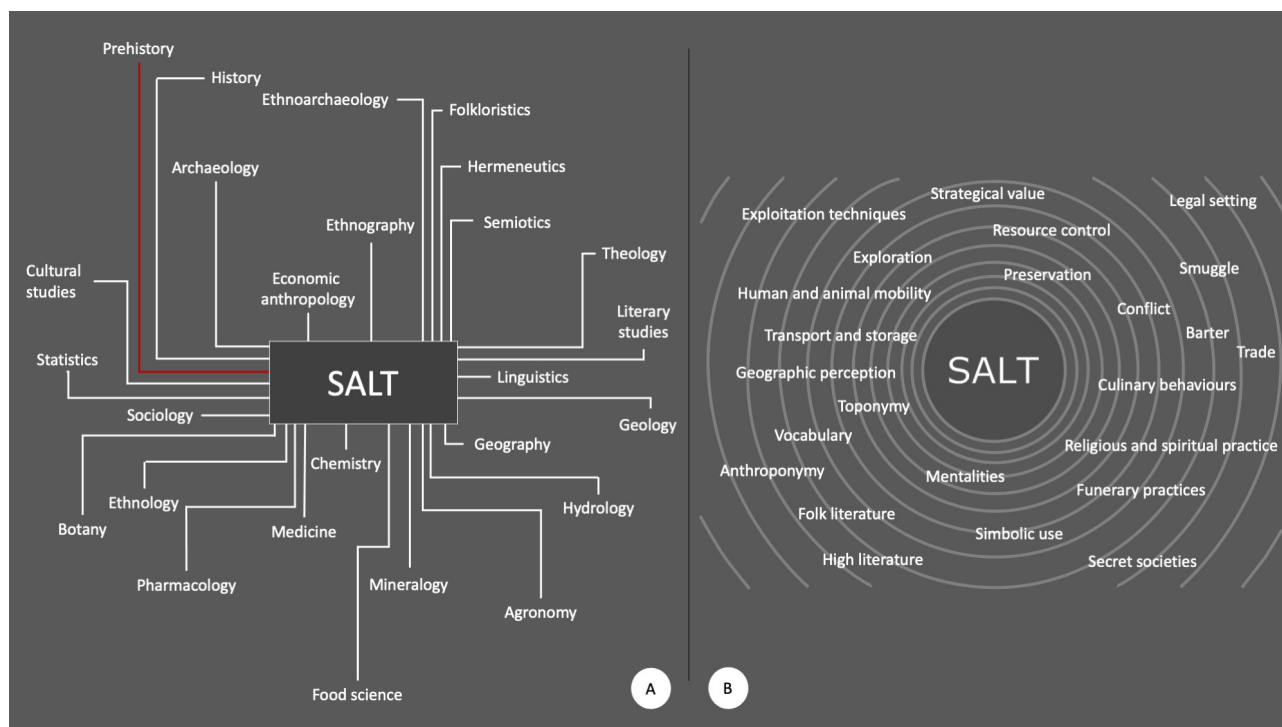 Prehistory
History
Ethnoarchaeology
Folkloristics
Archaeology
Hermeneutics
Ethnography
Semiotics
Theology
Cultural
studies
Economic
anthropology
Literary
studies
Statistics
SALT
Linguistics
Sociology
Geology
Geography
Chemistry
Ethnology
Botany
Medicine
Hydrology
Pharmacology
Mineralogy
Agronomy
Food science
A
Strategical value
Legal setting
Exploitation techniques
Resource control
Exploration
Preservation
Smuggle
Human and animal mobility
Conflict
Transport and storage
Barter
Trade
SALT
Geographic perception
Culinary behaviours
Toponymy
Vocabulary
Religious and spiritual practice
Anthroponymy
Mentalities
Funerary practices
Folk literature
Simbolic use
High literature
Secret societies
B